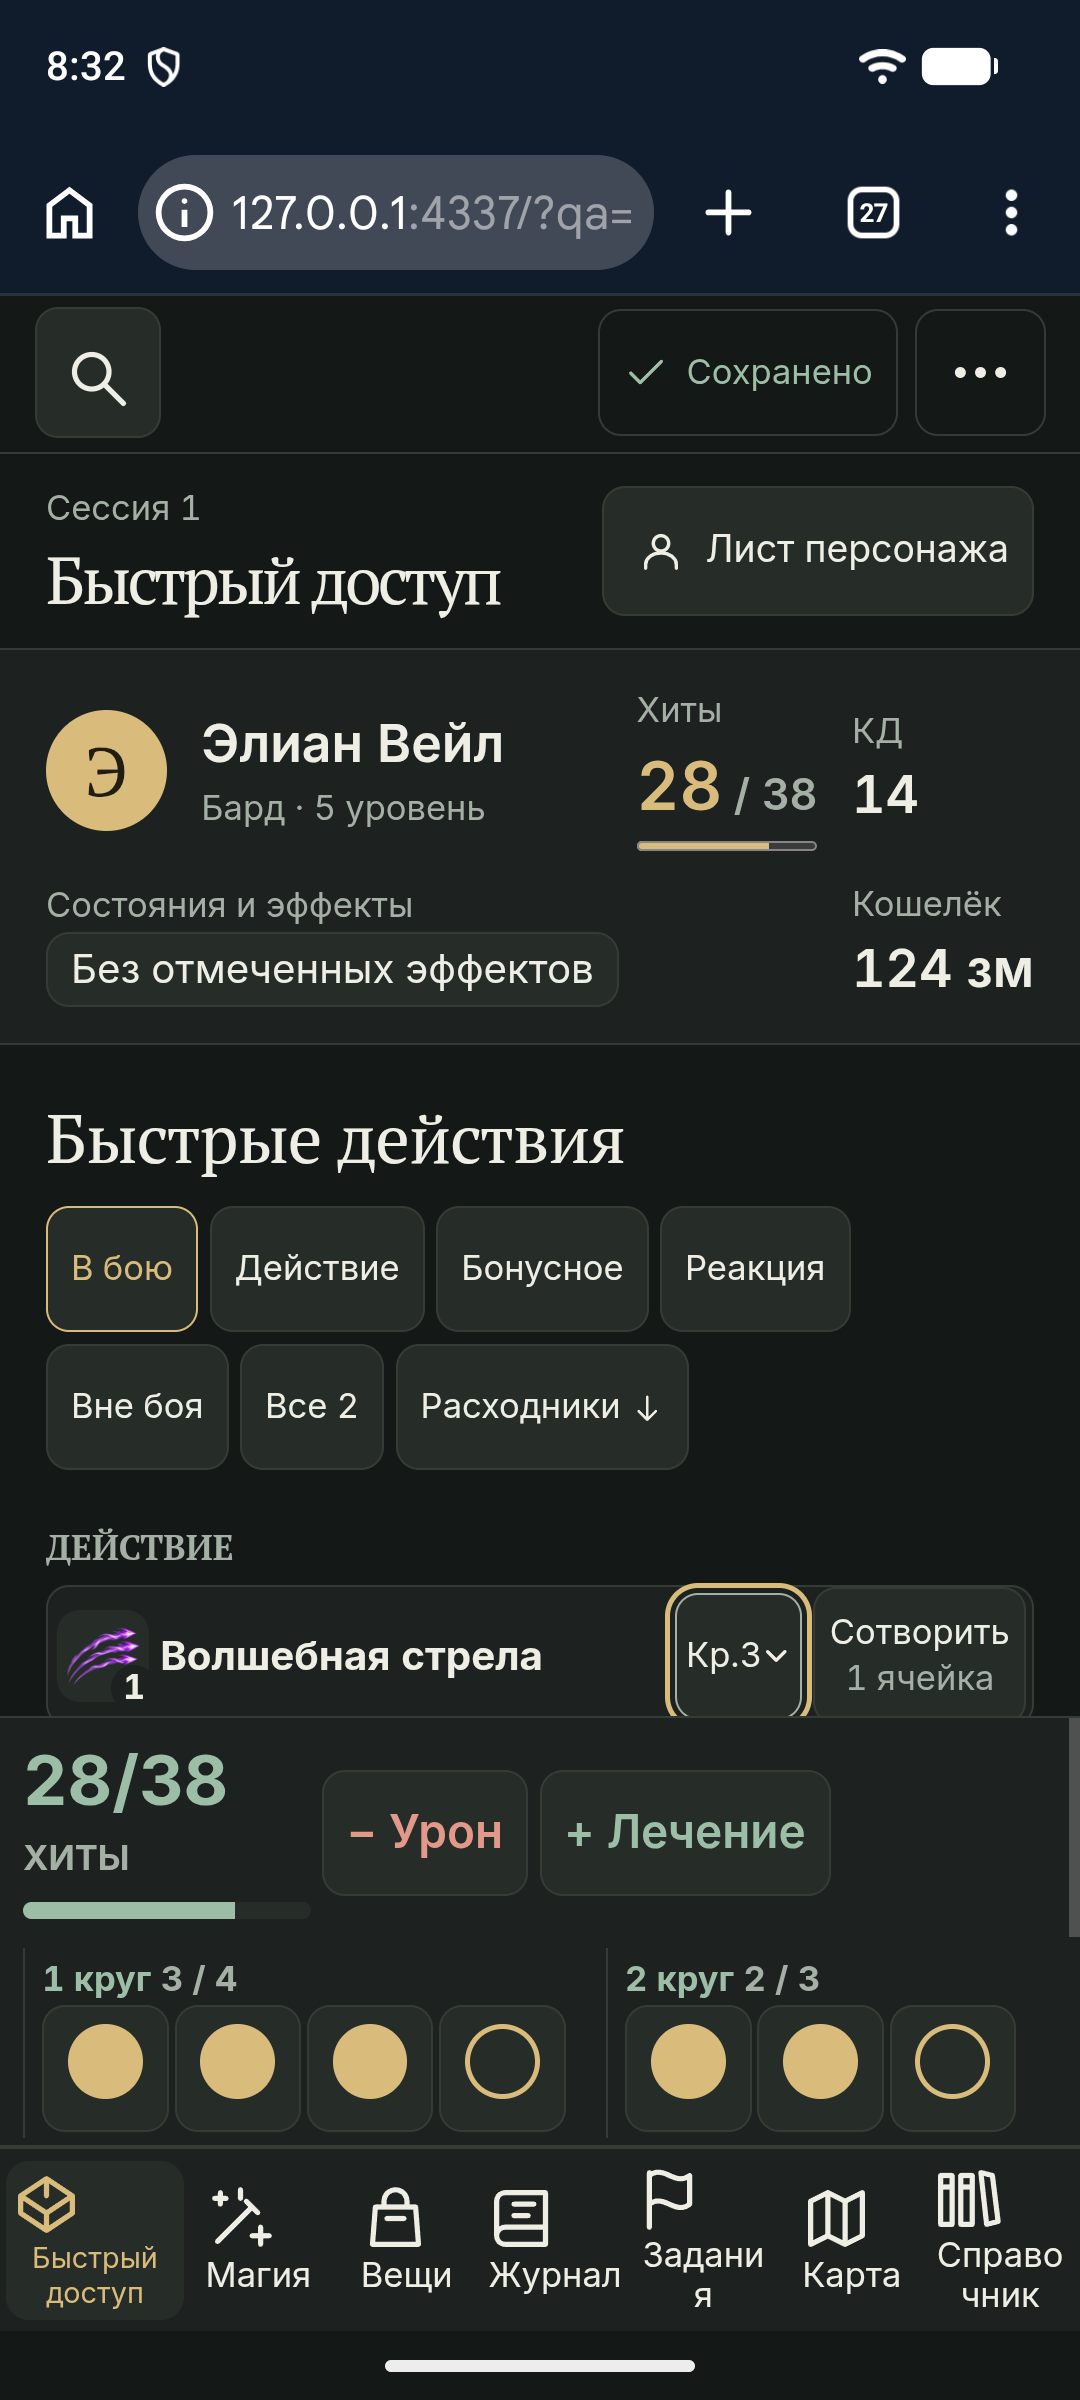 8:32
127.0.0.1:4337/?qa=
27
Сохранено
Сессия 1
Быстрый доступ
Лист персонажа
Э
Элиан Вейл
Бард · 5 уровень
Хиты
28 / 38
КД
14
Состояния и эффекты
Без отмеченных эффектов
Кошелёк
124 зм
Быстрые действия
В бою
Действие
Бонусное
Реакция
Вне боя
Все 2
Расходники ↓
ДЕЙСТВИЕ
1
Волшебная стрела
Кр.3
Сотворить
1 ячейка
28/38
хиты
− Урон
+ Лечение
1 круг 3 / 4
2 круг 2 / 3
Быстрый
доступ
Магия
Вещи
Журнал
Задани
я
Карта
Справо
чник